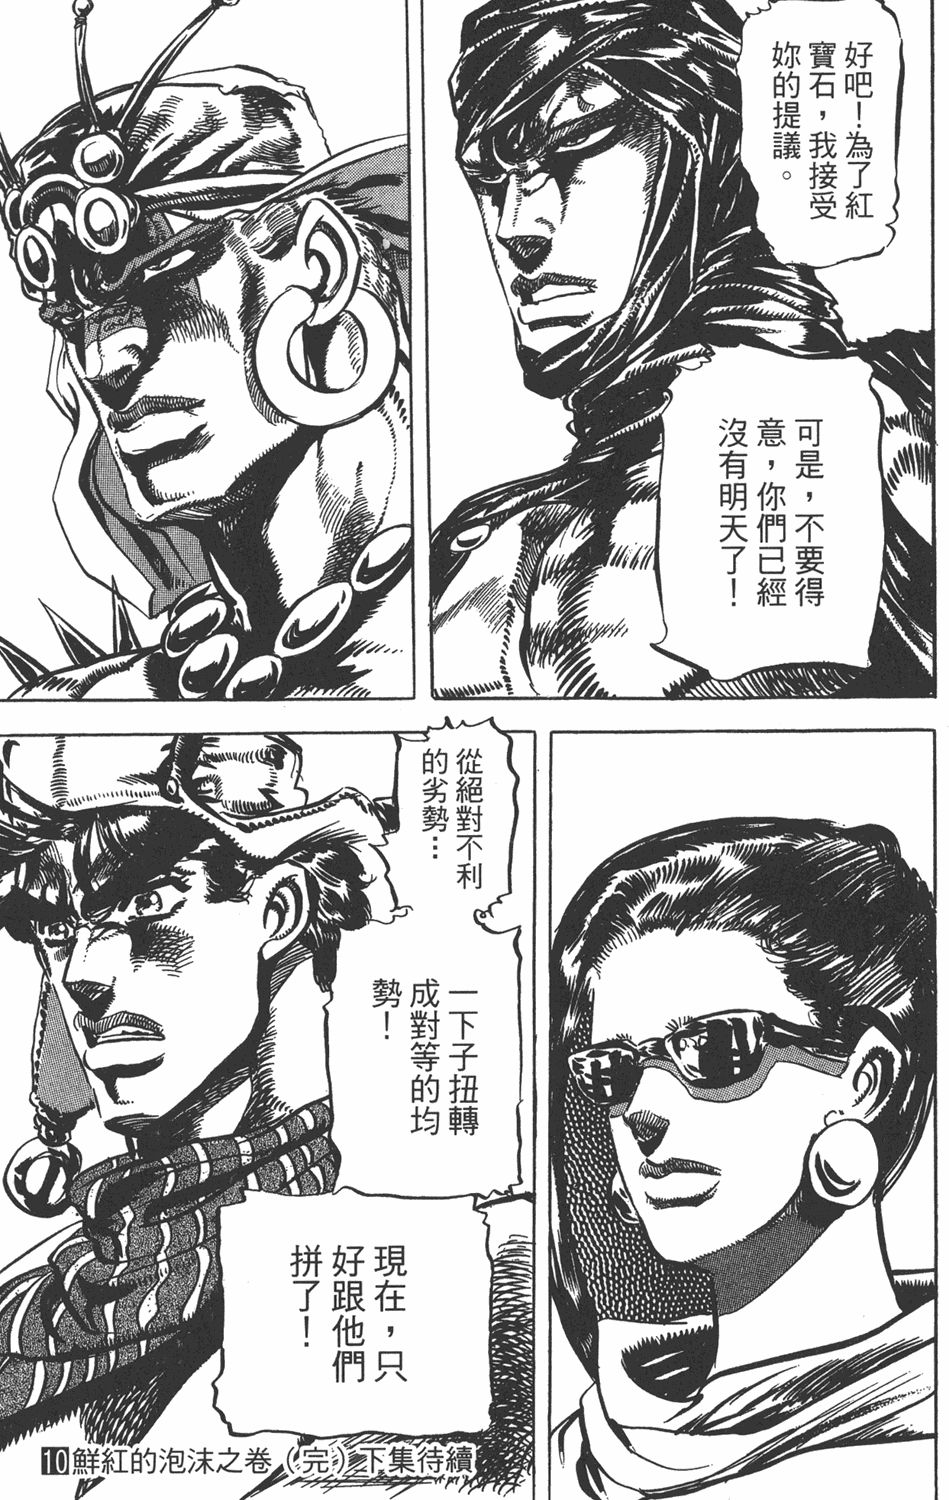 好吧！為了紅
寶石，我接受
妳的提議。
可是，不要得
意，你們已經
沒有明天了！
從絕對不利
的劣勢…
一下子扭轉
成對等的均
勢！
現在，只
好跟他們
拼了！
10鮮紅的泡沫之卷（完）下集待續